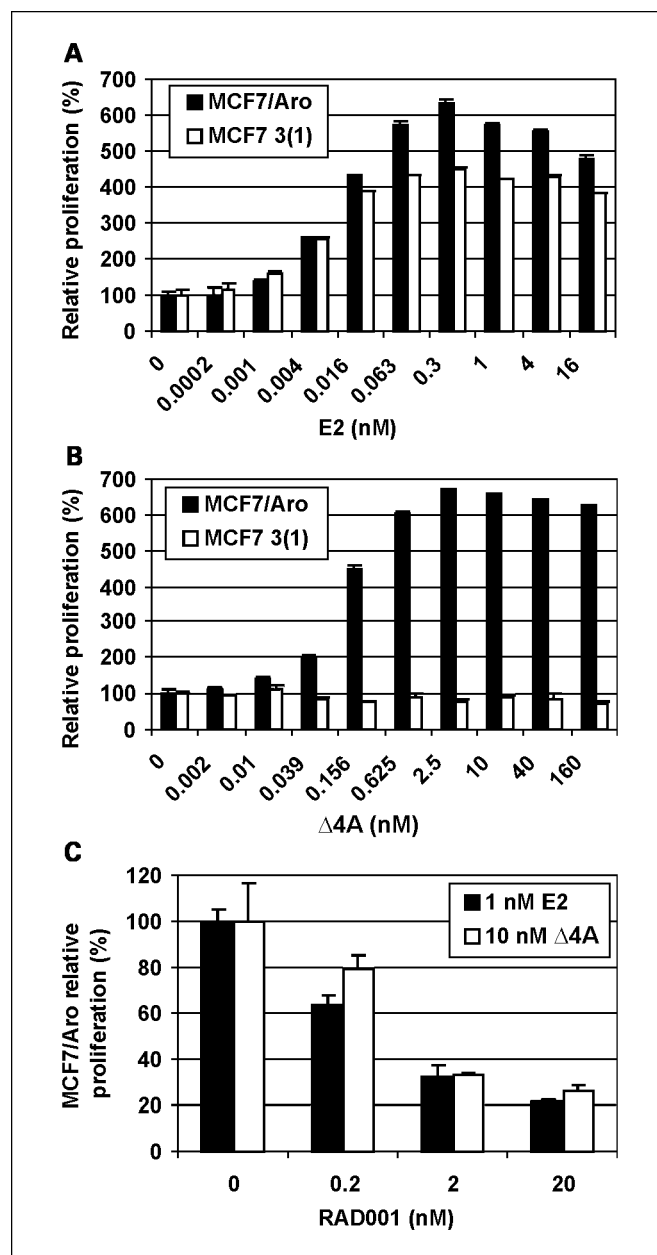 A
Relative proliferation (%)
700
600
500
400
300
200
100
0
MCF7/Aro
MCF7 3(1)
0
0.0002
0.001
0.004
0.016
0.063
0.3
1
4
16
E2 (nM)
B
Relative proliferation (%)
700
600
500
400
300
200
100
0
MCF7/Aro
MCF7 3(1)
0
0.002
0.01
0.039
0.156
0.625
2.5
10
40
160
Δ4A (nM)
C
MCF7/Aro relative
proliferation (%)
120
100
80
60
40
20
0
1 nM E2
10 nM Δ4A
0
0.2
2
20
RAD001 (nM)